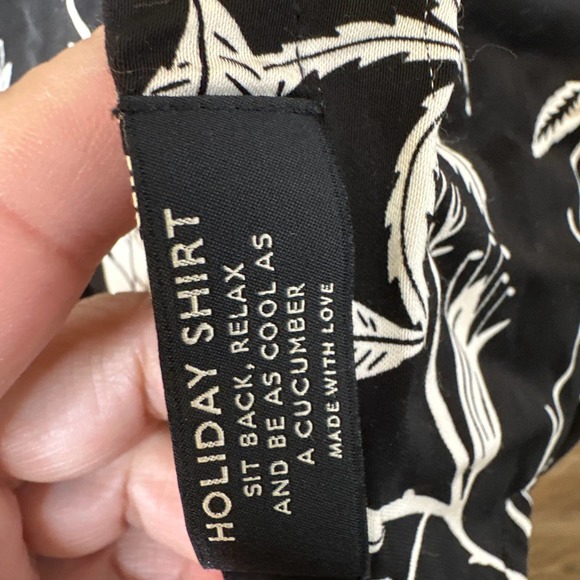 HOLIDAY SHIRT
SIT BACK, RELAX
AND BE AS COOL AS
A CUCUMBER
MADE WITH LOVE